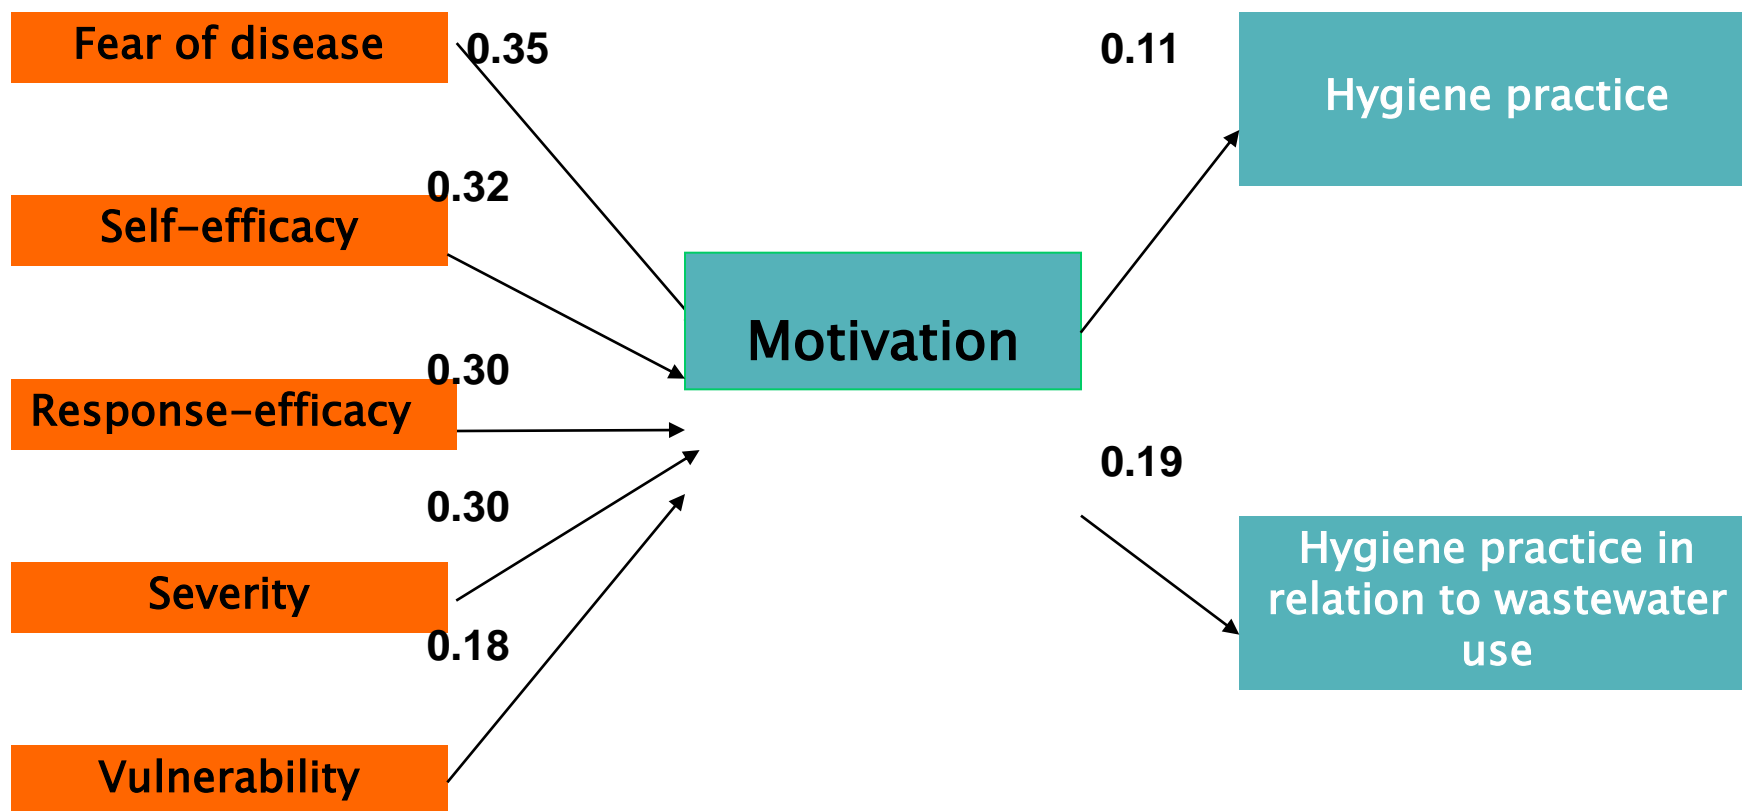 Fear of disease
0.35
0.11
Hygiene practice
0.32
Self-efficacy
Motivation
0.30
Response-efficacy
0.19
0.30
Hygiene practice in
relation to wastewater
use
Severity
0.18
Vulnerability